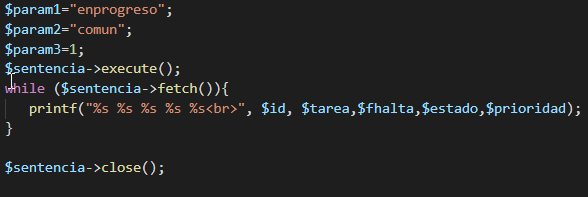 $param1="enprogreso";
$param2="comun";
$param3=1;
$sentencia->execute();
while ($sentencia->fetch()){
printf("%s %s %s %s %s<br>", $id, $tarea,$fhalta,$estado,$prioridad);
}
$sentencia->close();